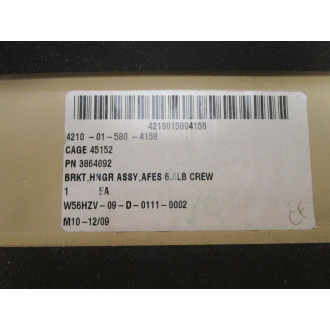 4210015804158
4210-01-580-4158
CAGE 45152
PN 3864892
BRKT,HNGR ASSY,AFES 6.6LB CREW
1 EA
W56HZV-09-D-0111-0002
M10-12/09